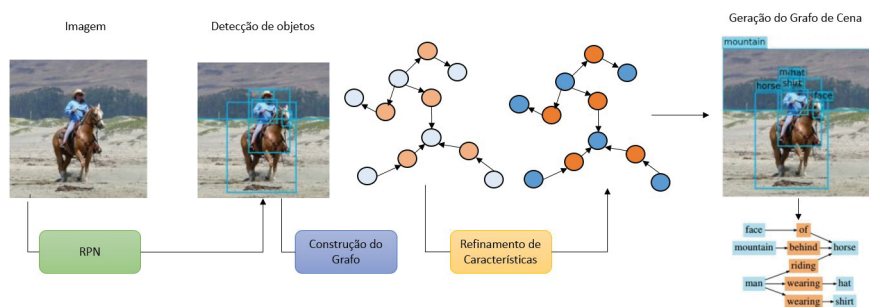 Imagem
Detecção de objetos
Geração do Grafo de Cena
mountain
hat
shirt
horse
face
RPN
Construção do
Grafo
Refinamento de
Características
face of
mountain behind horse
riding
man wearing hat
wearing shirt